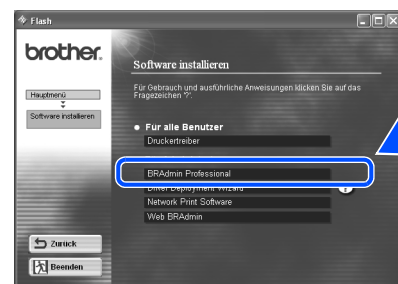 Flash
brother.
Software installieren
Für Gebrauch und ausführliche Anweisungen klicken Sie auf das
Fragezeichen '?'.
Hauptmenü
Software installieren
Für alle Benutzer
Druckertreiber
BRAdmin Professional
Driver Deployment Wizard
Network Print Software
Web BRAdmin
Zurück
Beenden